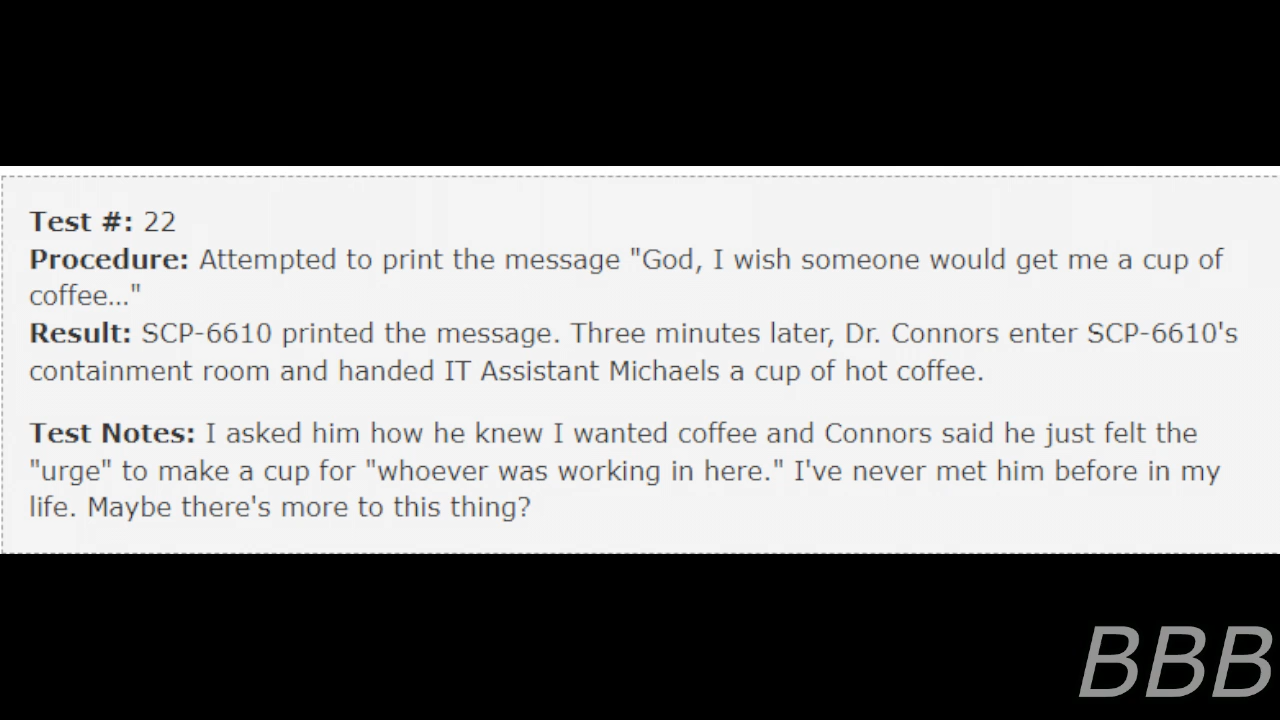 Test #: 22
Procedure: Attempted to print the message "God, I wish someone would get me a cup of
coffee..."
Result: SCP-6610 printed the message. Three minutes later, Dr. Connors enter SCP-6610's
containment room and handed IT Assistant Michaels a cup of hot coffee.
Test Notes: I asked him how he knew I wanted coffee and Connors said he just felt the
"urge" to make a cup for "whoever was working in here." I've never met him before in my
life. Maybe there's more to this thing?
BBB